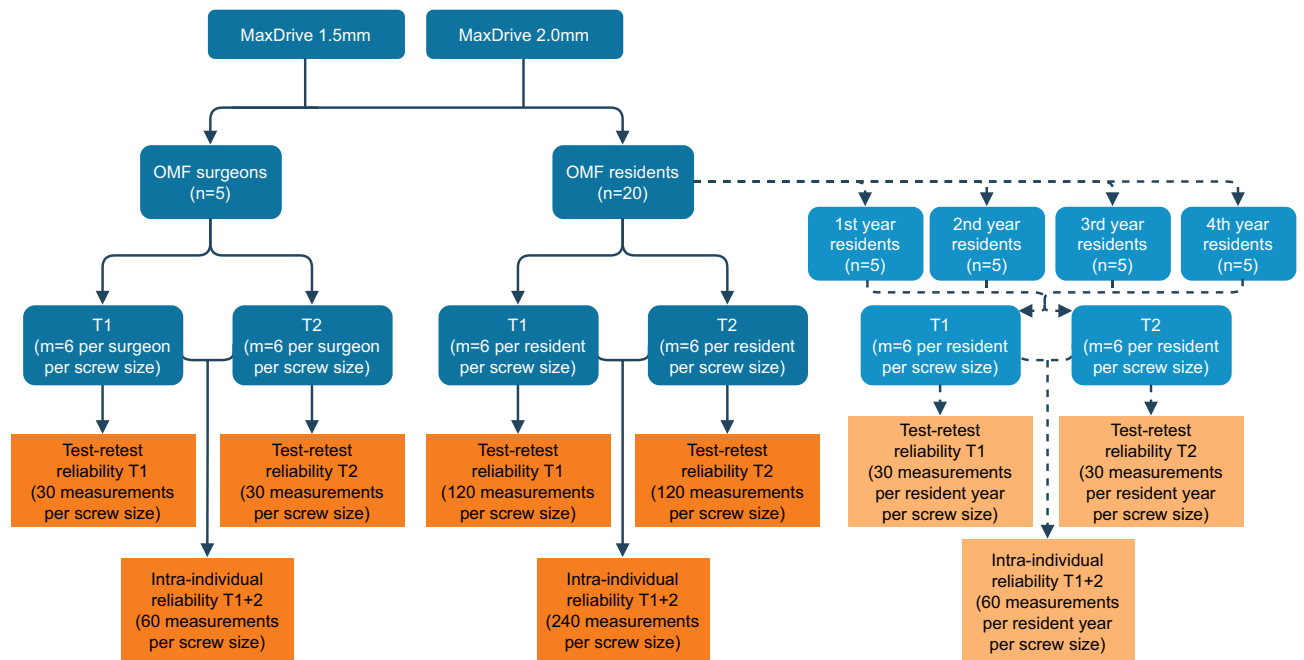 MaxDrive 1.5mm
MaxDrive 2.0mm
OMF surgeons
(n=5)
OMF residents
(n=20)
1st year
residents
(n=5)
2nd year
residents
(n=5)
3rd year
residents
(n=5)
4th year
residents
(n=5)
T1
(m=6 per surgeon
per screw size)
T2
(m=6 per surgeon
per screw size)
T1
(m=6 per resident
per screw size)
T2
(m=6 per resident
per screw size)
T1
(m=6 per resident
per screw size)
T2
(m=6 per resident
per screw size)
Test-retest
reliability T1
(30 measurements
per screw size)
Test-retest
reliability T2
(30 measurements
per screw size)
Test-retest
reliability T1
(120 measurements
per screw size)
Test-retest
reliability T2
(120 measurements
per screw size)
Test-retest
reliability T1
(30 measurements
per resident year
per screw size)
Test-retest
reliability T2
(30 measurements
per resident year
per screw size)
Intra-individual
reliability T1+2
(60 measurements
per screw size)
Intra-individual
reliability T1+2
(240 measurements
per screw size)
Intra-individual
reliability T1+2
(60 measurements
per resident year
per screw size)